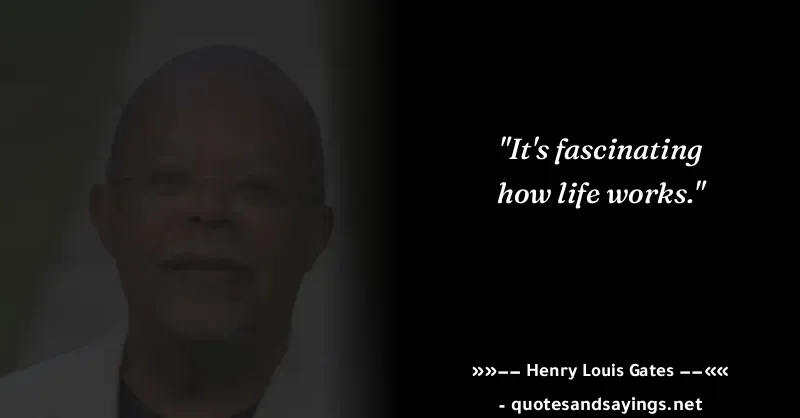 "It's fascinating
how life works."
»»−− Henry Louis Gates −−««
- quotesandsayings.net